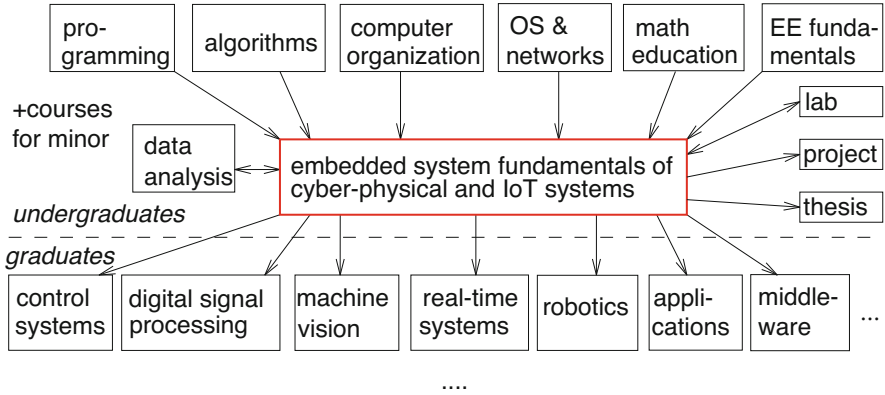 pro-
gramming
algorithms
computer
organization
OS &
networks
math
education
EE funda-
mentals
+courses
for minor
data
analysis
embedded system fundamentals of
cyber-physical and IoT systems
lab
project
thesis
undergraduates
graduates
control
systems
digital signal
processing
machine
vision
real-time
systems
robotics
appli-
cations
middle-
ware
...
....